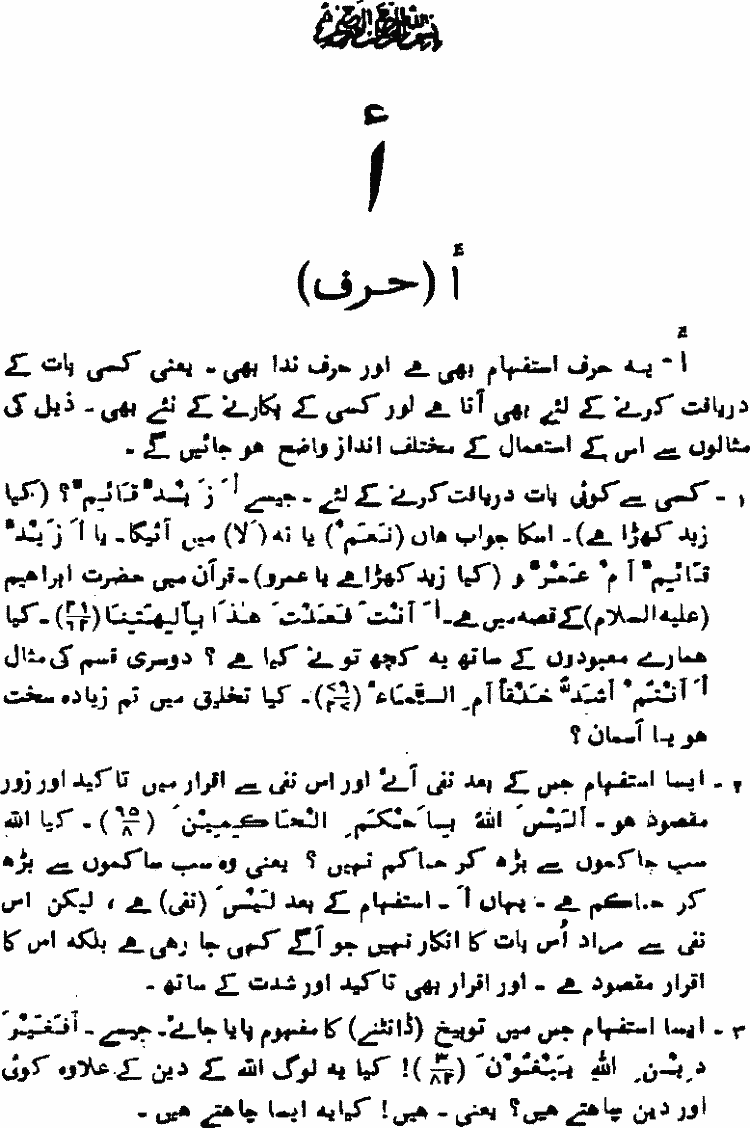 بسم الله الرحمن الرحيم
أ
أَ (حرف)
أَ - یہ حرف استفہام بھی ہے اور حرف ندا بھی - یعنی کسی بات کے
دریافت کرنے کے لئے بھی آتا ہے اور کسی کے پکارنے کے لئے بھی - ذیل کی
مثالوں سے اس کے استعمال کے مختلف انداز واضح ہو جائیں گے -
۱ - کسی سے کوئی بات دریافت کرنے کے لئے - جیسے أَ زَیْدٌ قَائِمٌ؟ (کیا
زید کھڑا ہے) - اسکا جواب ہاں (نَعَمْ) یا نہ (لَا) میں آئیگا - یا أَ زَیْدٌ
قَائِمٌ أَمْ عَمْرٌ و (کیا زید کھڑا ہے یا عمرو) - قرآن میں حضرت ابراہیم
(علیہ السلام) کے قصہ میں ہے - أَ أَنْتَ فَعَلْتَ هٰذَا بِاٰلِهَتِنَا (۲۱/۶۲) - کیا
ہمارے معبودوں کے ساتھ یہ کچھ تو نے کیا ہے ؟ دوسری قسم کی مثال
أَ أَنْتُمْ أَشَدُّ خَلْقاً أَمِ السَّمَاءُ (۷۹/۲۷) - کیا تخلیق میں تم زیادہ سخت
ہو یا آسمان ؟
۲ - ایسا استفہام جس کے بعد نفی آئے اور اس نفی سے اقرار میں تاکید اور زور
مقصود ہو - أَلَیْسَ اللهُ بِاَحْکَمِ الْحَاکِمِیْنَ (۹۵/۸) - کیا اللہ
سب حاکموں سے بڑھ کر حاکم نہیں ؟ یعنی وہ سب حاکموں سے بڑھ
کر حاکم ہے - یہاں أَ - استفہام کے بعد لَیْسَ (نفی) ہے ، لیکن اس
نفی سے مراد اُس بات کا انکار نہیں جو آگے کہی جا رہی ہے بلکہ اس کا
اقرار مقصود ہے - اور اقرار بھی تاکید اور شدت کے ساتھ -
۳ - ایسا استفہام جس میں توبیخ (ڈانٹنے) کا مفہوم پایا جائے - جیسے - أَفَغَیْرَ
دِیْنِ اللهِ یَبْغُوْنَ (۳/۸۲)! کیا یہ لوگ اللہ کے دین کے علاوہ کوئی
اور دین چاہتے ہیں؟ یعنی - ہیں! کیا یہ ایسا چاہتے ہیں -